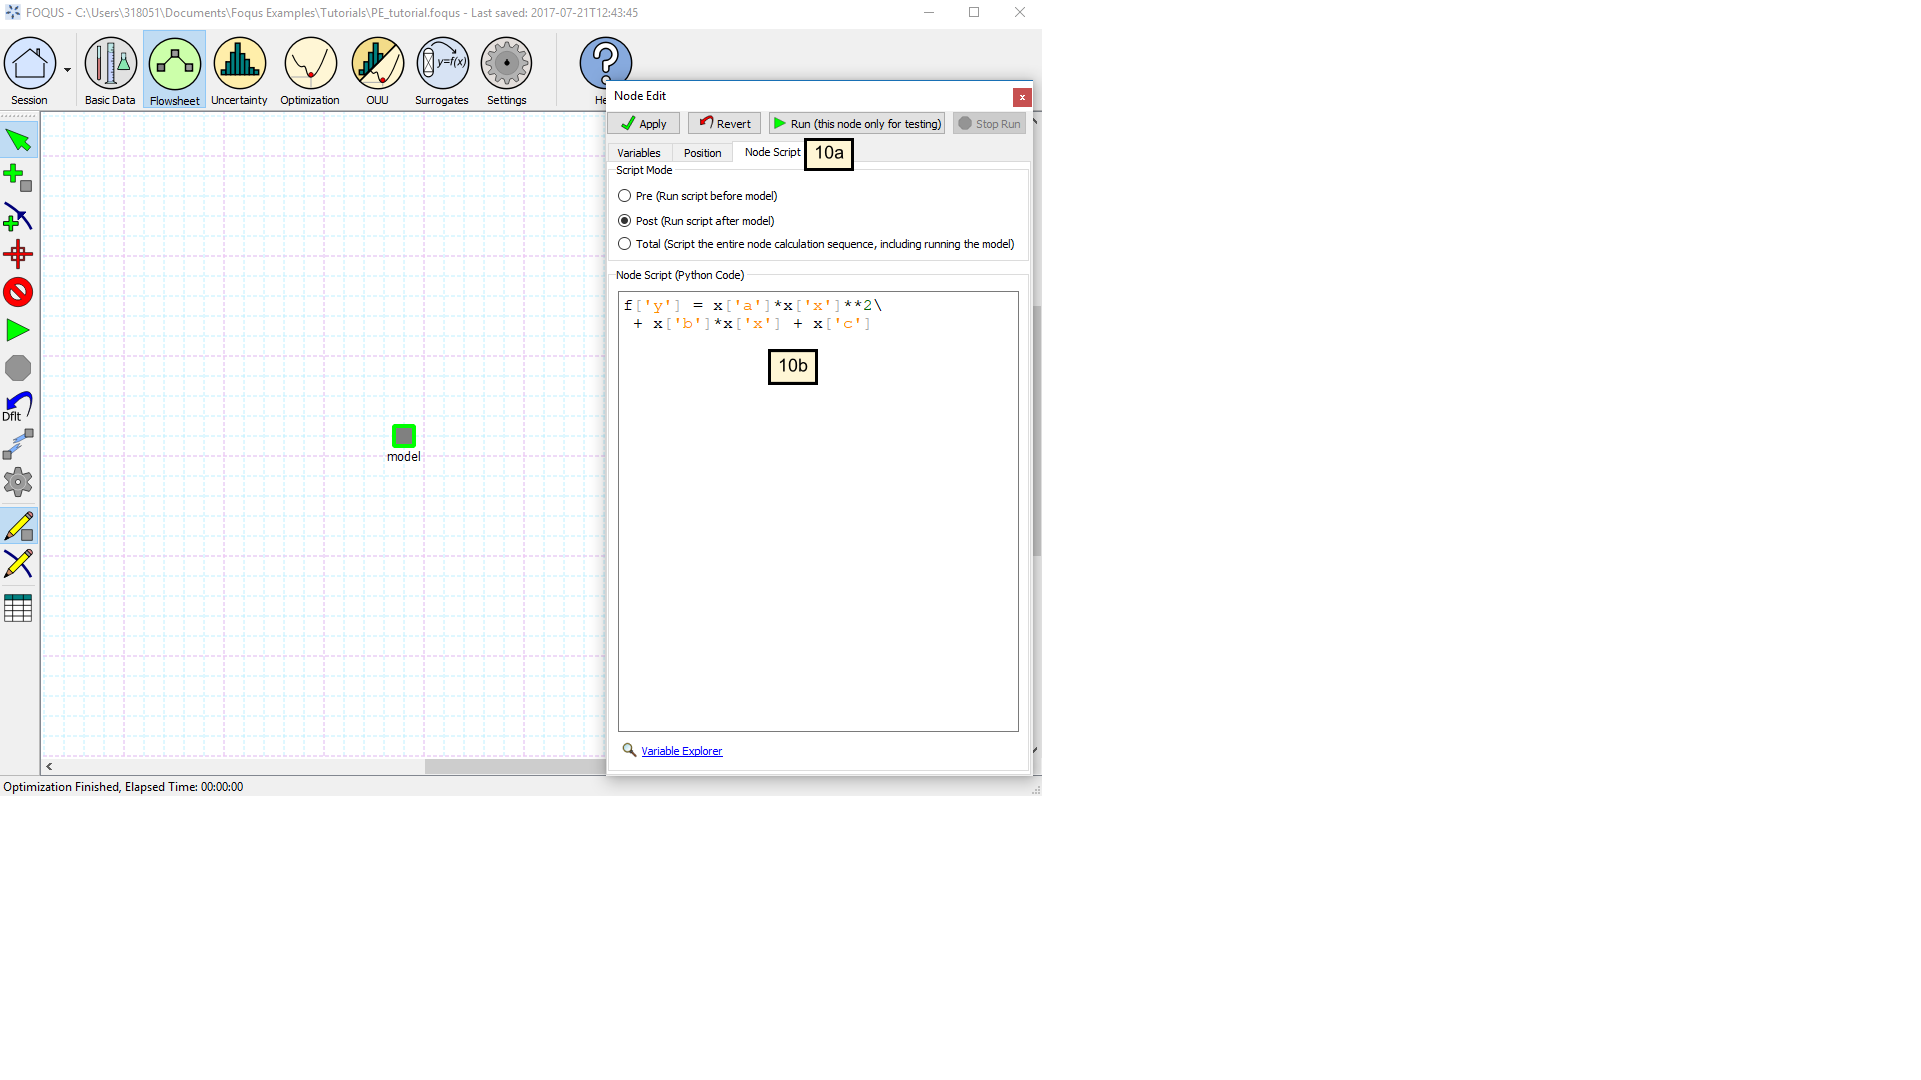 FOQUS - C:\Users\318051\Documents\Foqus Examples\Tutorials\PE_tutorial.foqus - Last saved: 2017-07-21T12:43:45
y=f(x)
Session
Basic Data
Flowsheet
Uncertainty
Optimization
OUU
Surrogates
Settings
Node Edit
x
Apply
Revert
Run (this node only for testing)
Stop Run
Variables
Position
Node Script
10a
Script Mode
Pre (Run script before model)
Post (Run script after model)
Total (Script the entire node calculation sequence, including running the model)
Node Script (Python Code)
f['y'] = x['a']*x['x']**2\
+ x['b']*x['x'] + x['c']
10b
Dflt
model
Variable Explorer
Optimization Finished, Elapsed Time: 00:00:00